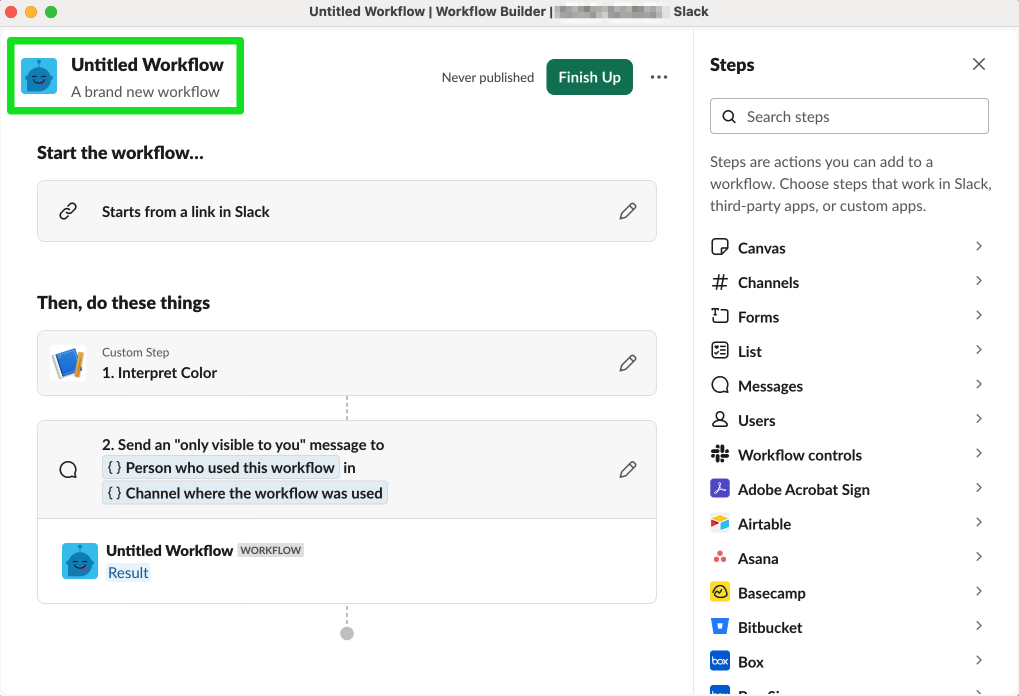 Untitled Workflow | Workflow Builder | Slack
Untitled Workflow
A brand new workflow
Never published
Finish Up
Start the workflow...
Starts from a link in Slack
Then, do these things
Custom Step
1. Interpret Color
2. Send an "only visible to you" message to
{ } Person who used this workflow in
{ } Channel where the workflow was used
Untitled Workflow WORKFLOW
Result
Steps
Search steps
Steps are actions you can add to a
workflow. Choose steps that work in Slack,
third-party apps, or custom apps.
Canvas
Channels
Forms
List
Messages
Users
Workflow controls
Adobe Acrobat Sign
Airtable
Asana
Basecamp
Bitbucket
box Box